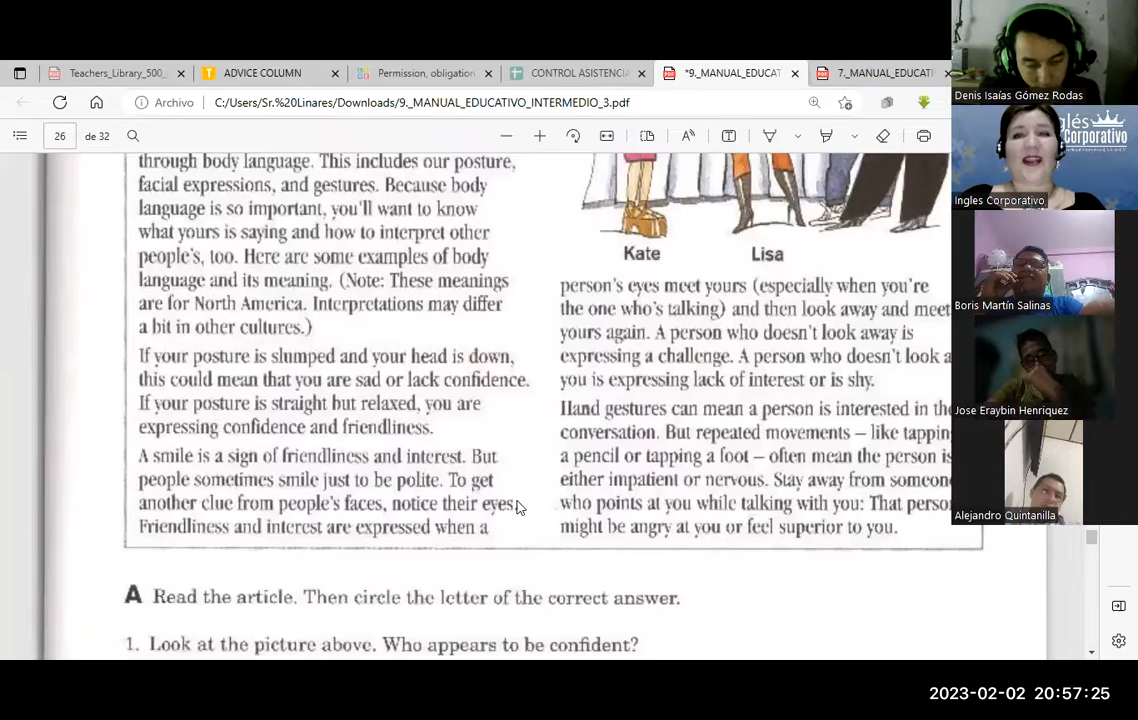 Teachers_Library_500_
ADVICE COLUMN
Permission, obligation
CONTROL ASISTENCIA
*9._MANUAL_EDUCAT
7._MANUAL_EDUCATI
Archivo
C:/Users/Sr.%20Linares/Downloads/9._MANUAL_EDUCATIVO_INTERMEDIO_3.pdf
26 de 32
through body language. This includes our posture,
facial expressions, and gestures. Because body
language is so important, you'll want to know
what yours is saying and how to interpret other
people's, too. Here are some examples of body
language and its meaning. (Note: These meanings
are for North America. Interpretations may differ
a bit in other cultures.)
If your posture is slumped and your head is down,
this could mean that you are sad or lack confidence.
If your posture is straight but relaxed, you are
expressing confidence and friendliness.
A smile is a sign of friendliness and interest. But
people sometimes smile just to be polite. To get
another clue from people's faces, notice their eyes.
Friendliness and interest are expressed when a
Kate
Lisa
person's eyes meet yours (especially when you're
the one who's talking) and then look away and meet
yours again. A person who doesn't look away is
expressing a challenge. A person who doesn't look a
you is expressing lack of interest or is shy.
Hand gestures can mean a person is interested in the
conversation. But repeated movements – like tappin
a pencil or tapping a foot – often mean the person is
either impatient or nervous. Stay away from someon
who points at you while talking with you: That perso
might be angry at you or feel superior to you.
A Read the article. Then circle the letter of the correct answer.
1. Look at the picture above. Who appears to be confident?
Denis Isaías Gómez Rodas
glés
Corporativo
Ingles Corporativo
Boris Martín Salinas
Jose Eraybin Henriquez
Alejandro Quintanilla
2023-02-02 20:57:25